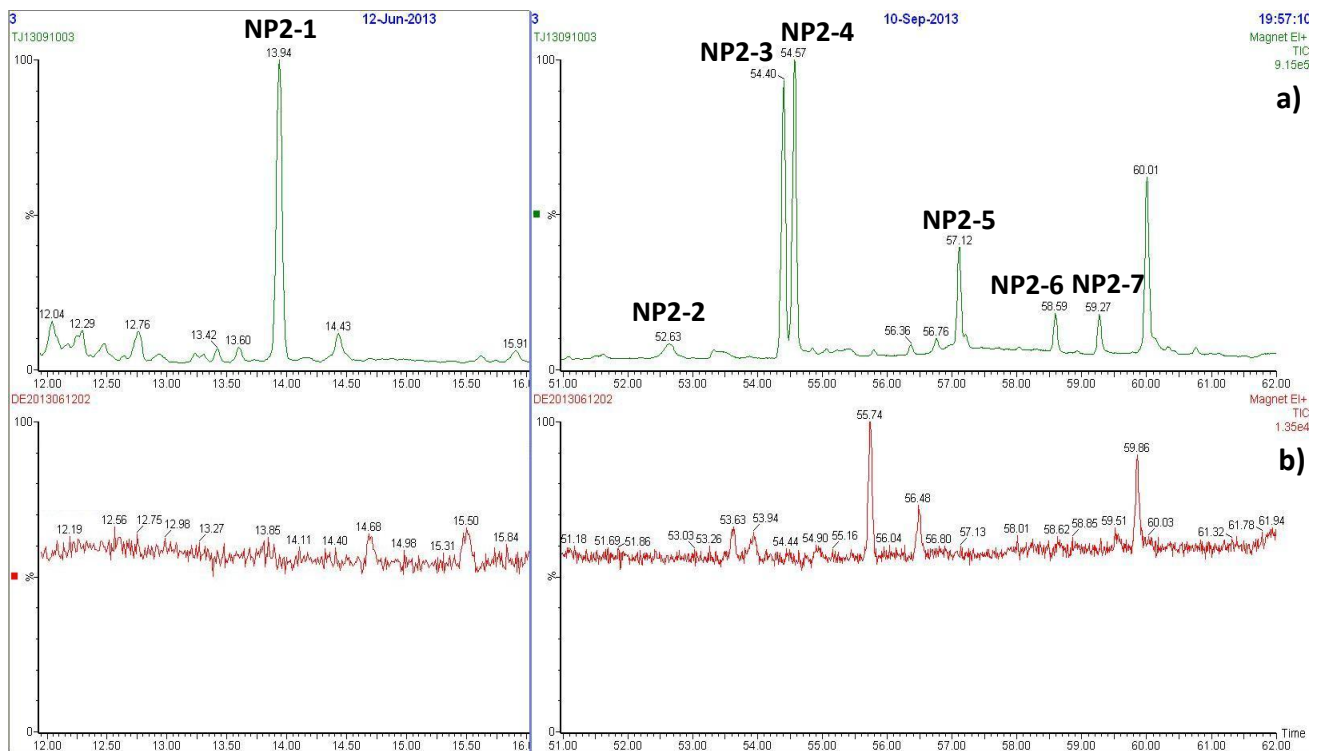 3 12-Jun-2013
TJ13091003
NP2-1
13.94
100
%
0
12.04
12.29
12.76
13.42
13.60
14.43
15.91
12.00 12.50 13.00 13.50 14.00 14.50 15.00 15.50 16.0
3 10-Sep-2013 19:57:10
TJ13091003
Magnet EI+
TIC
9.15e5
a)
NP2-3
NP2-4
54.40
54.57
100
%
0
NP2-2
52.63
56.36
56.76
NP2-5
57.12
NP2-6
58.59
NP2-7
59.27
60.01
51.00 52.00 53.00 54.00 55.00 56.00 57.00 58.00 59.00 60.00 61.00 62.00
DE2013061202
100
%
0
12.19
12.56
12.75
12.98
13.27
13.85
14.11
14.40
14.68
14.98
15.31
15.50
15.84
12.00 12.50 13.00 13.50 14.00 14.50 15.00 15.50 16.0
DE2013061202
Magnet EI+
TIC
1.35e4
b)
100
%
0
51.18
51.69
51.86
53.03
53.26
53.63
53.94
54.44
54.90
55.16
55.74
56.04
56.48
56.80
57.13
58.01
58.62
58.85
59.51
59.86
60.03
61.32
61.78
61.94
51.00 52.00 53.00 54.00 55.00 56.00 57.00 58.00 59.00 60.00 61.00 62.00
Time